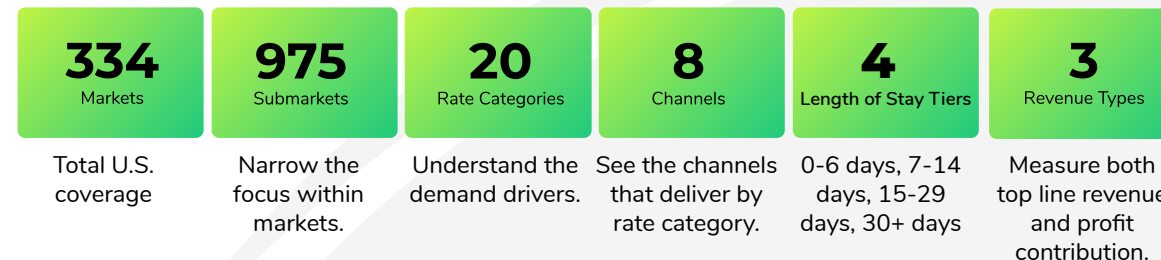 334
Markets
Total U.S.
coverage
975
Submarkets
Narrow the
focus within
markets.
20
Rate Categories
Understand the
demand drivers.
8
Channels
See the channels
that deliver by
rate category.
4
Length of Stay Tiers
0-6 days, 7-14
days, 15-29
days, 30+ days
3
Revenue Types
Measure both
top line revenue
and profit
contribution.